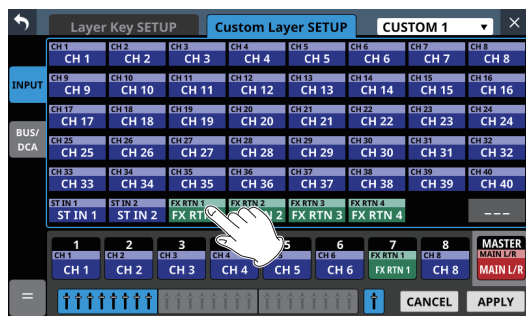 Layer Key SETUP Custom Layer SETUP CUSTOM 1
CH 1 CH 2 CH 3 CH 4 CH 5 CH 6 CH 7 CH 8
CH 1 CH 2 CH 3 CH 4 CH 5 CH 6 CH 7 CH 8
INPUT
CH 9 CH 10 CH 11 CH 12 CH 13 CH 14 CH 15 CH 16
CH 9 CH 10 CH 11 CH 12 CH 13 CH 14 CH 15 CH 16
CH 17 CH 18 CH 19 CH 20 CH 21 CH 22 CH 23 CH 24
CH 17 CH 18 CH 19 CH 20 CH 21 CH 22 CH 23 CH 24
BUS/
DCA
CH 25 CH 26 CH 27 CH 28 CH 29 CH 30 CH 31 CH 32
CH 25 CH 26 CH 27 CH 28 CH 29 CH 30 CH 31 CH 32
CH 33 CH 34 CH 35 CH 36 CH 37 CH 38 CH 39 CH 40
CH 33 CH 34 CH 35 CH 36 CH 37 CH 38 CH 39 CH 40
ST IN 1 ST IN 2 FX RTN 1 FX RTN 2 FX RTN 3 FX RTN 4
ST IN 1 ST IN 2 FX 2 FX RTN 3 FX RTN 4 ---
1 2 3 5 6 7 8 MASTER
CH 1 CH 2 CH 3 CH 4 CH 5 CH 6 FX RTN 1 CH 8 MAIN L/R
CH 1 CH 2 CH 3 CH 4 CH 5 CH 6 FX RTN 1 CH 8 MAIN L/R
CANCEL APPLY